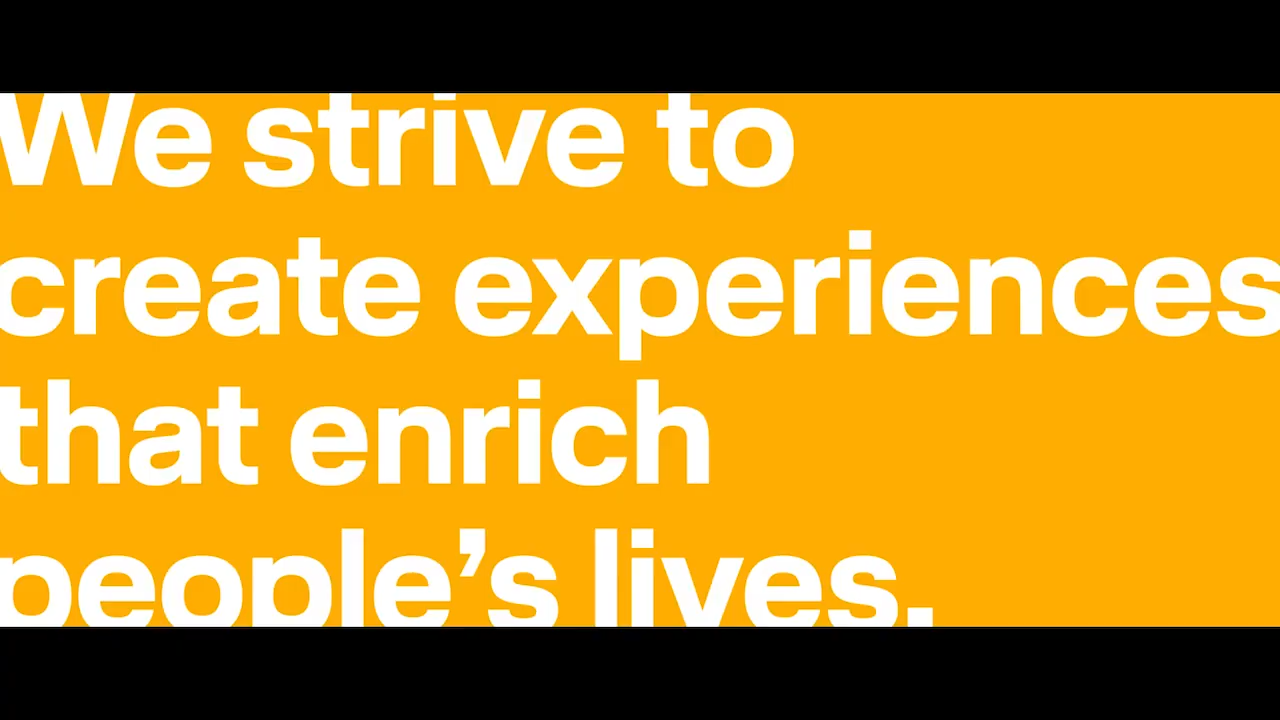 We strive to
create experiences
that enrich
people’s lives.